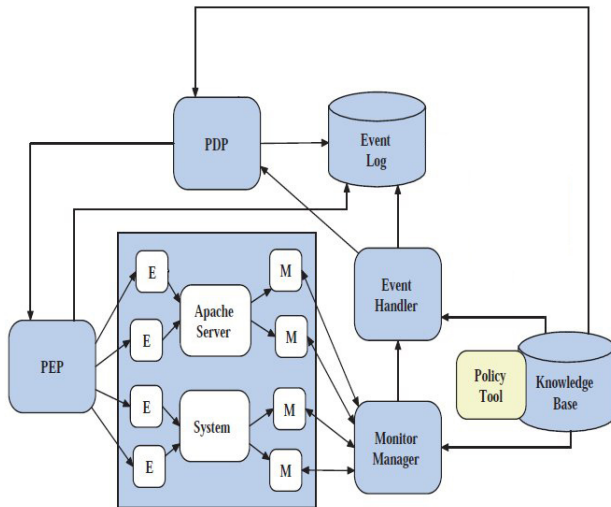 PDP
Event
Log
E
M
Apache
Server
Event
Handler
E
M
PEP
Policy
Tool
Knowledge
Base
E
M
System
Monitor
Manager
E
M